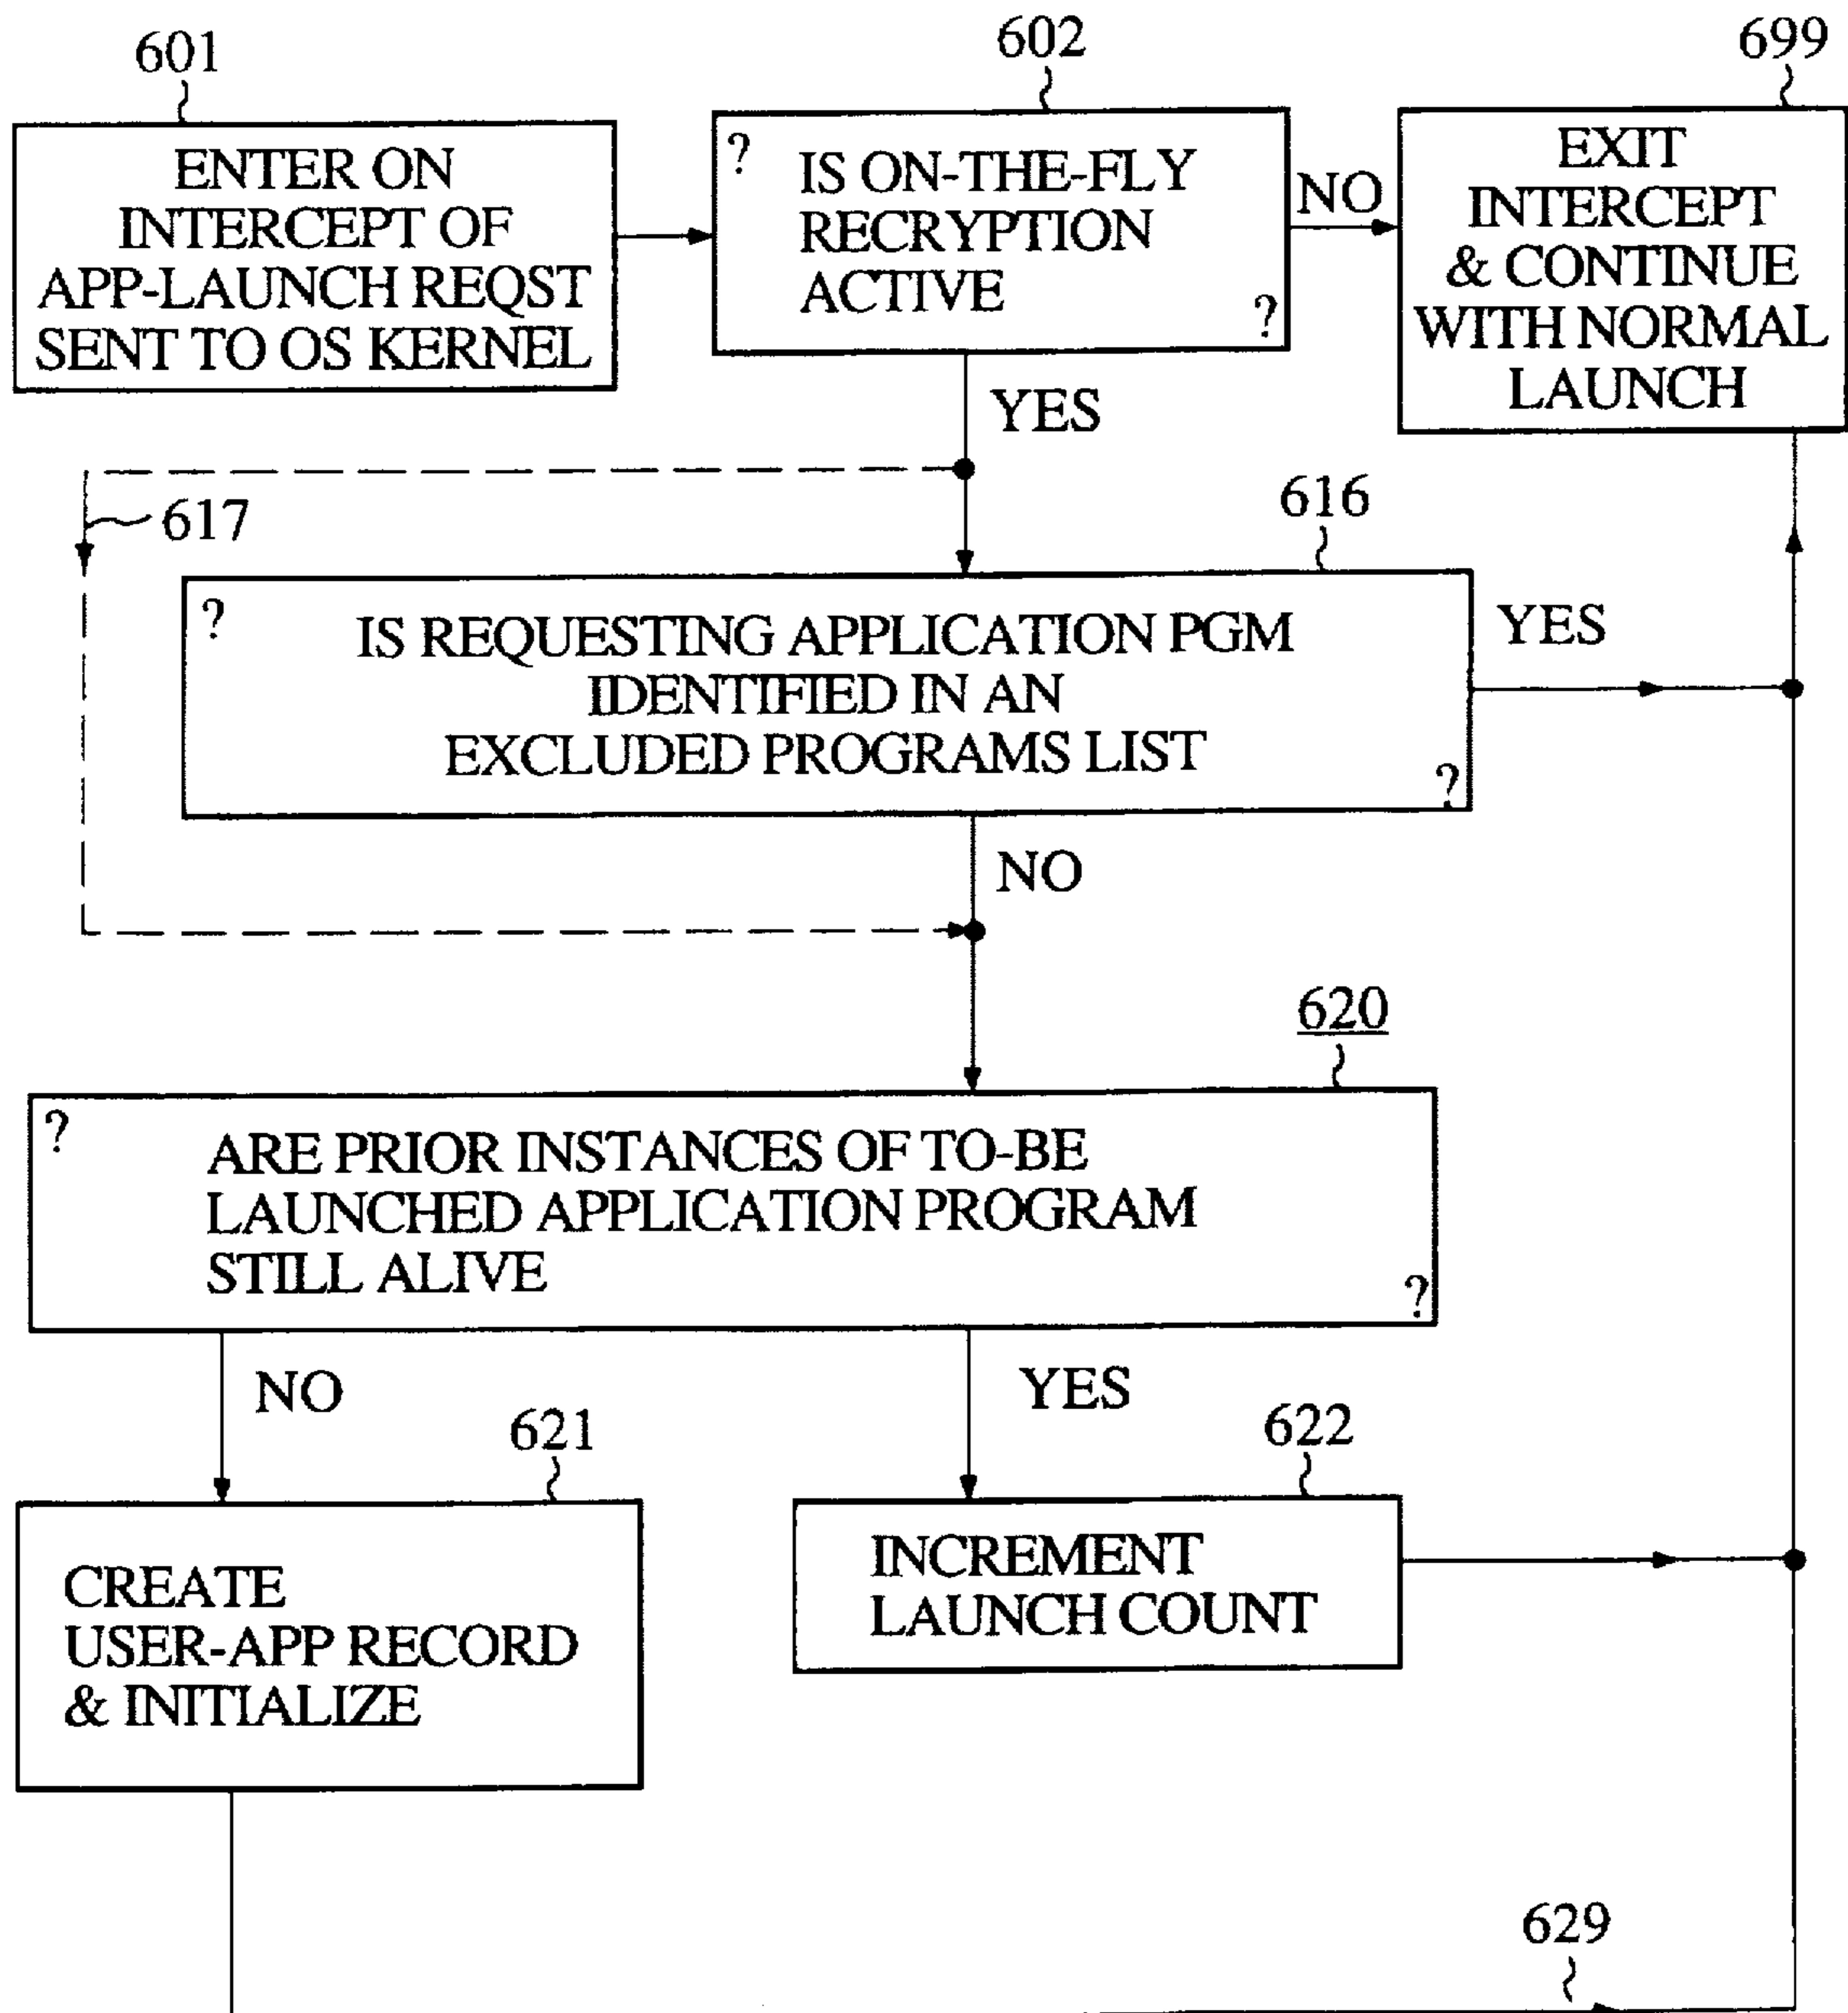 601
ENTER ON
INTERCEPT OF
APP-LAUNCH REQST
SENT TO OS KERNEL
602
?
IS ON-THE-FLY
RECRYPTION
ACTIVE
?
NO
YES
699
EXIT
INTERCEPT
& CONTINUE
WITH NORMAL
LAUNCH
617
616
?
IS REQUESTING APPLICATION PGM
IDENTIFIED IN AN
EXCLUDED PROGRAMS LIST
?
YES
NO
620
?
ARE PRIOR INSTANCES OF TO-BE
LAUNCHED APPLICATION PROGRAM
STILL ALIVE
?
NO
YES
621
CREATE
USER-APP RECORD
& INITIALIZE
622
INCREMENT
LAUNCH COUNT
629